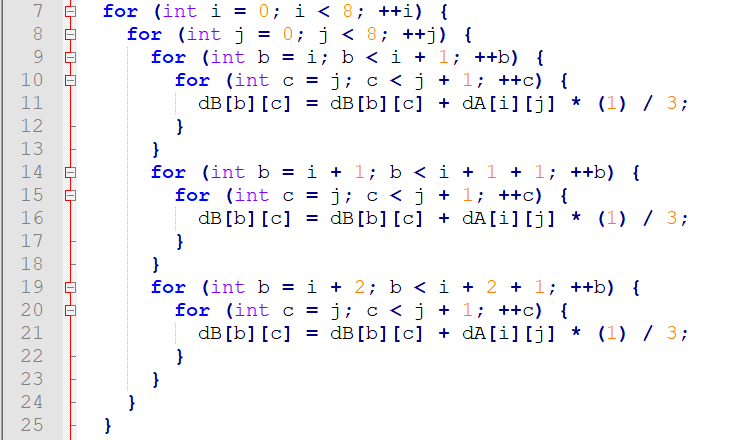 7 for (int i = 0; i < 8; ++i) {
8 for (int j = 0; j < 8; ++j) {
9 for (int b = i; b < i + 1; ++b) {
10 for (int c = j; c < j + 1; ++c) {
11 dB[b][c] = dB[b][c] + dA[i][j] * (1) / 3;
12 }
13 }
14 for (int b = i + 1; b < i + 1 + 1; ++b) {
15 for (int c = j; c < j + 1; ++c) {
16 dB[b][c] = dB[b][c] + dA[i][j] * (1) / 3;
17 }
18 }
19 for (int b = i + 2; b < i + 2 + 1; ++b) {
20 for (int c = j; c < j + 1; ++c) {
21 dB[b][c] = dB[b][c] + dA[i][j] * (1) / 3;
22 }
23 }
24 }
25 }